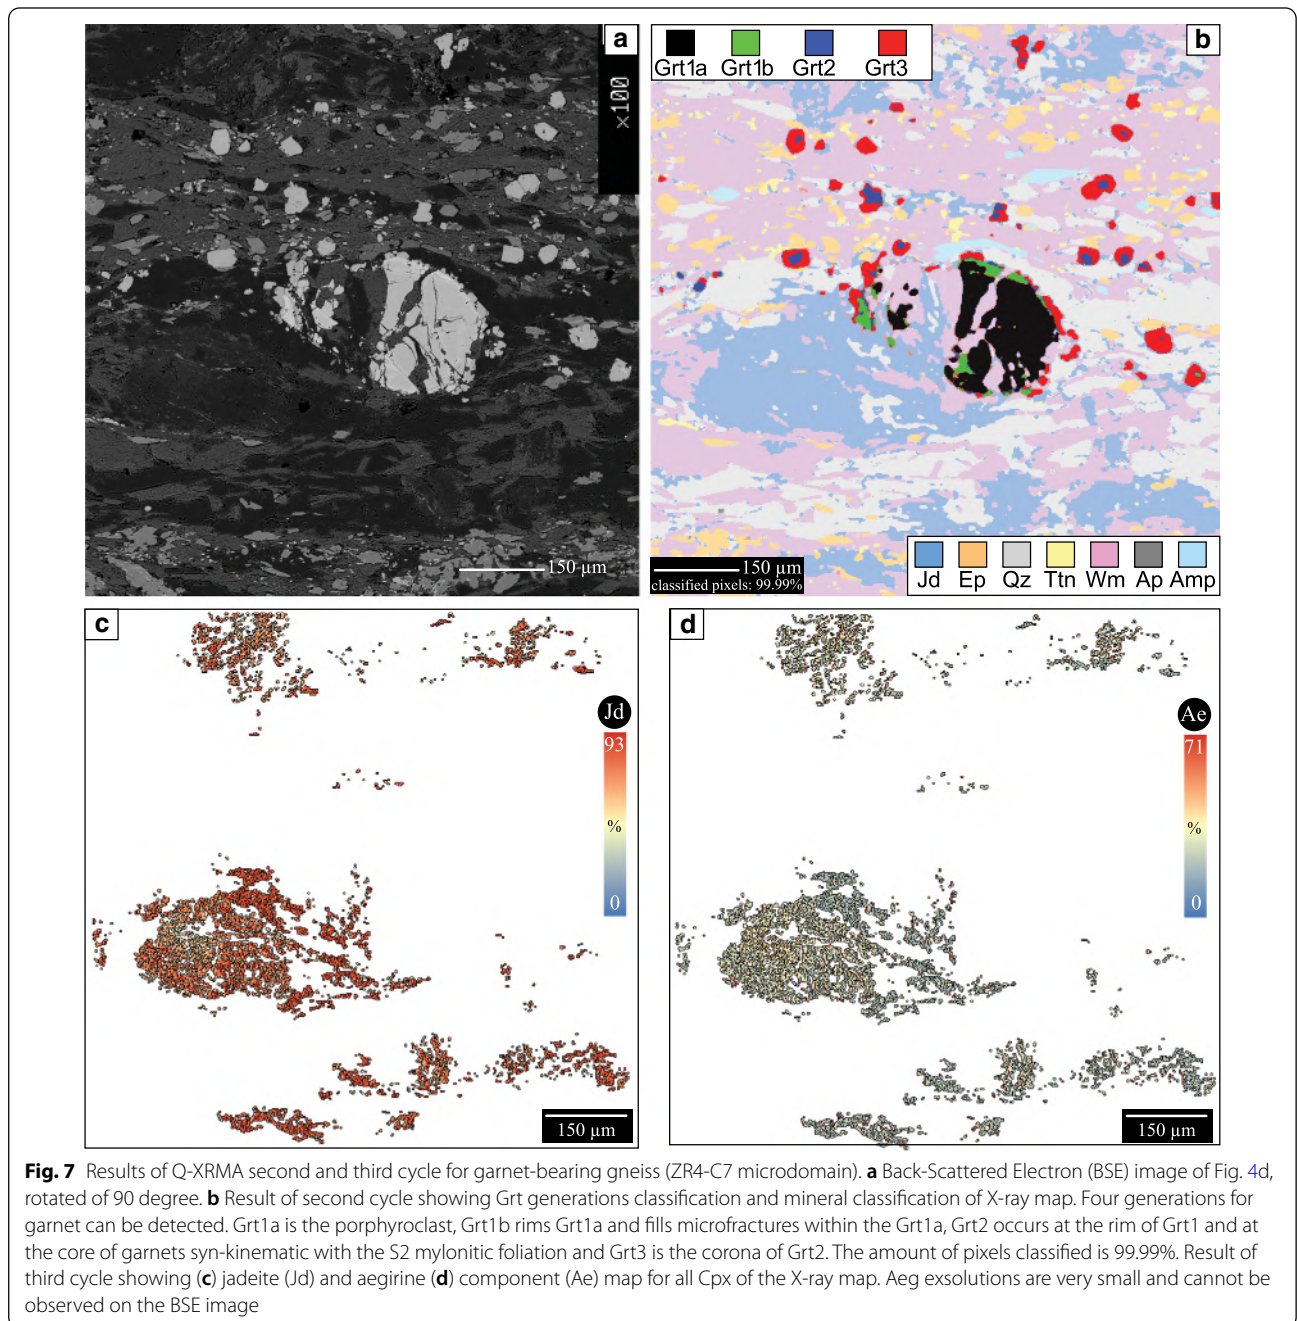 a
×100
150 µm
b
Grt1a Grt1b Grt2 Grt3
150 µm
classified pixels: 99.99%
Jd Ep Qz Ttn Wm Ap Amp
c
Jd
93
%
0
150 µm
d
Ae
71
%
0
150 µm
Fig. 7 Results of Q-XRMA second and third cycle for garnet-bearing gneiss (ZR4-C7 microdomain). a Back-Scattered Electron (BSE) image of Fig. 4d,
rotated of 90 degree. b Result of second cycle showing Grt generations classification and mineral classification of X-ray map. Four generations for
garnet can be detected. Grt1a is the porphyroclast, Grt1b rims Grt1a and fills microfractures within the Grt1a, Grt2 occurs at the rim of Grt1 and at
the core of garnets syn-kinematic with the S2 mylonitic foliation and Grt3 is the corona of Grt2. The amount of pixels classified is 99.99%. Result of
third cycle showing (c) jadeite (Jd) and aegirine (d) component (Ae) map for all Cpx of the X-ray map. Aeg exsolutions are very small and cannot be
observed on the BSE image